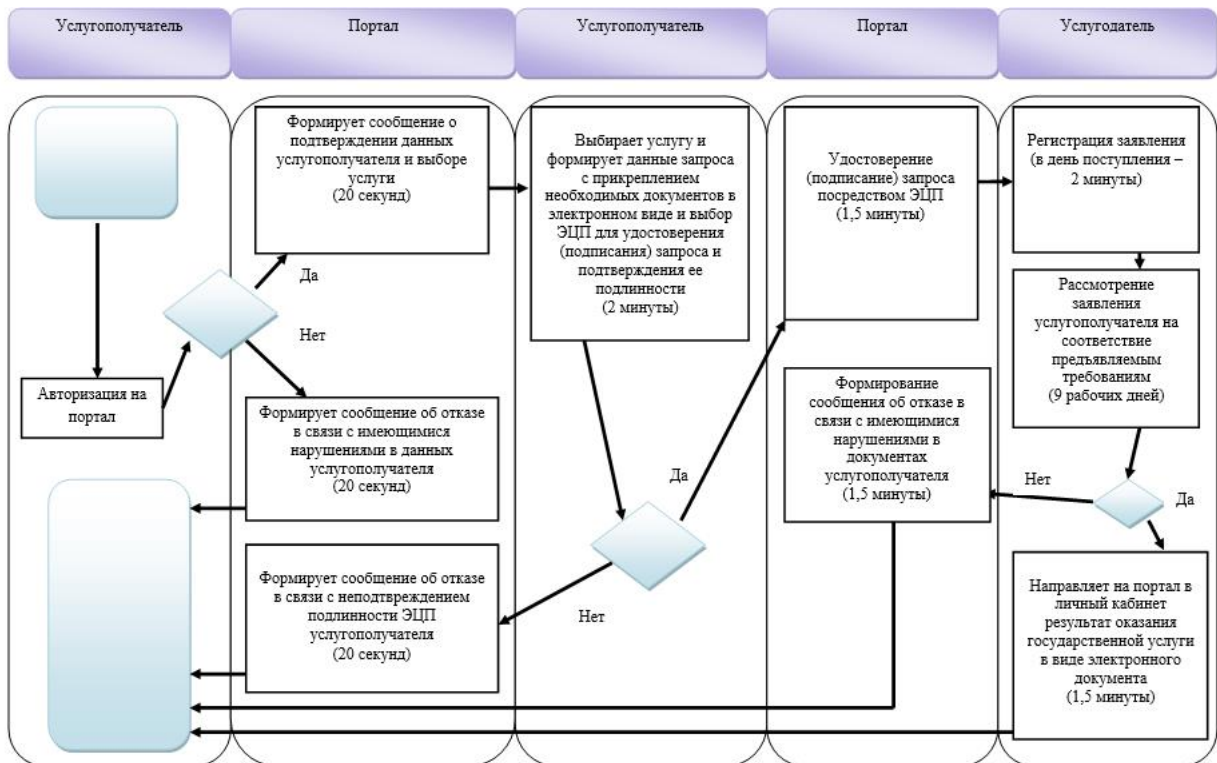 Услугополучатель
Портал
Услугополучатель
Портал
Услугодатель
Авторизация на
портал
Формирует сообщение о
подтверждении данных
услугополучателя и выборе
услуги
(20 секунд)
Да
Нет
Формирует сообщение об отказе
в связи с имеющимися
нарушениями в данных
услугополучателя
(20 секунд)
Формирует сообщение об отказе
в связи с неподтвреждением
подлинности ЭЦП
услугополучателя
(20 секунд)
Выбирает услугу и
формирует данные запроса
с прикреплением
необходимых документов в
электронном виде и выбор
ЭЦП для удостоверения
(подписания) запроса и
подтверждения ее
подлинности
(2 минуты)
Да
Нет
Удостоверение
(подписание) запроса
посредством ЭЦП
(1,5 минуты)
Формирование
сообщения об отказе в
связи с имеющимися
нарушениями в
документах
услугополучателя
(1,5 минуты)
Регистрация заявления
(в день поступления –
2 минуты)
Рассмотрение
заявления
услугополучателя на
соответствие
предъявляемым
требованиям
(9 рабочих дней)
Нет
Да
Направляет на портал в
личный кабинет
результат оказания
государственной услуги
в виде электронного
документа
(1,5 минуты)